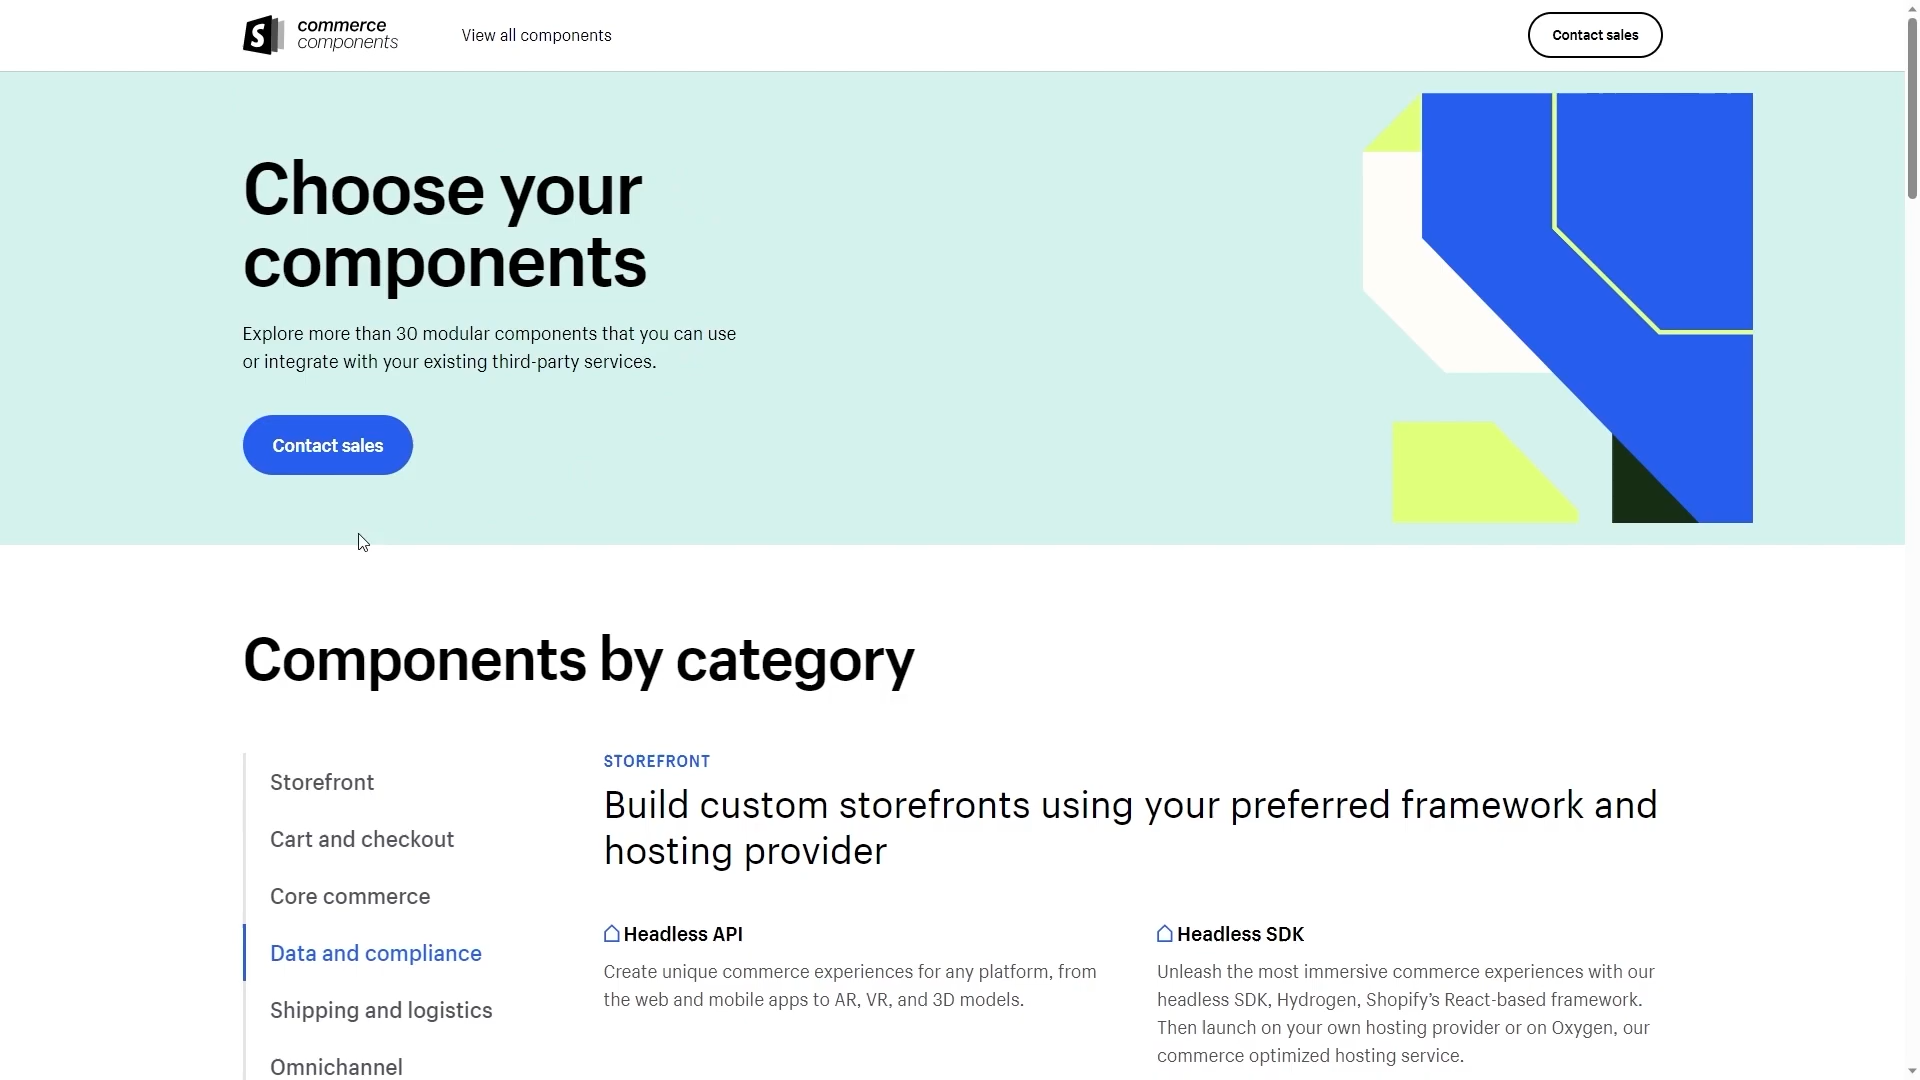 commerce
components
View all components
Contact sales
Choose your
components
Explore more than 30 modular components that you can use
or integrate with your existing third-party services.
Contact sales
Components by category
Storefront
Cart and checkout
Core commerce
Data and compliance
Shipping and logistics
Omnichannel
STOREFRONT
Build custom storefronts using your preferred framework and
hosting provider
Headless API
Create unique commerce experiences for any platform, from
the web and mobile apps to AR, VR, and 3D models.
Headless SDK
Unleash the most immersive commerce experiences with our
headless SDK, Hydrogen, Shopify’s React-based framework.
Then launch on your own hosting provider or on Oxygen, our
commerce optimized hosting service.